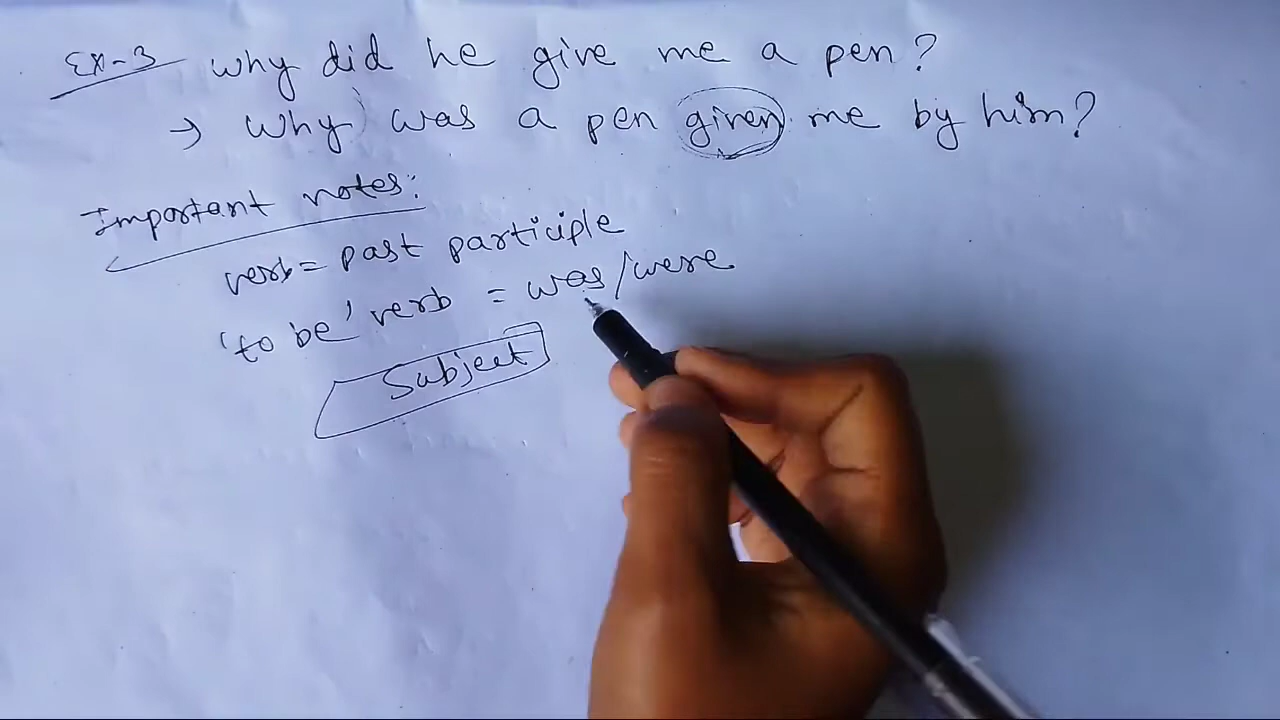 Ex-3 Why did he give me a pen?
→ Why was a pen given me by him?
Important notes:
verb = past participle
'to be' verb = was/were
Subject